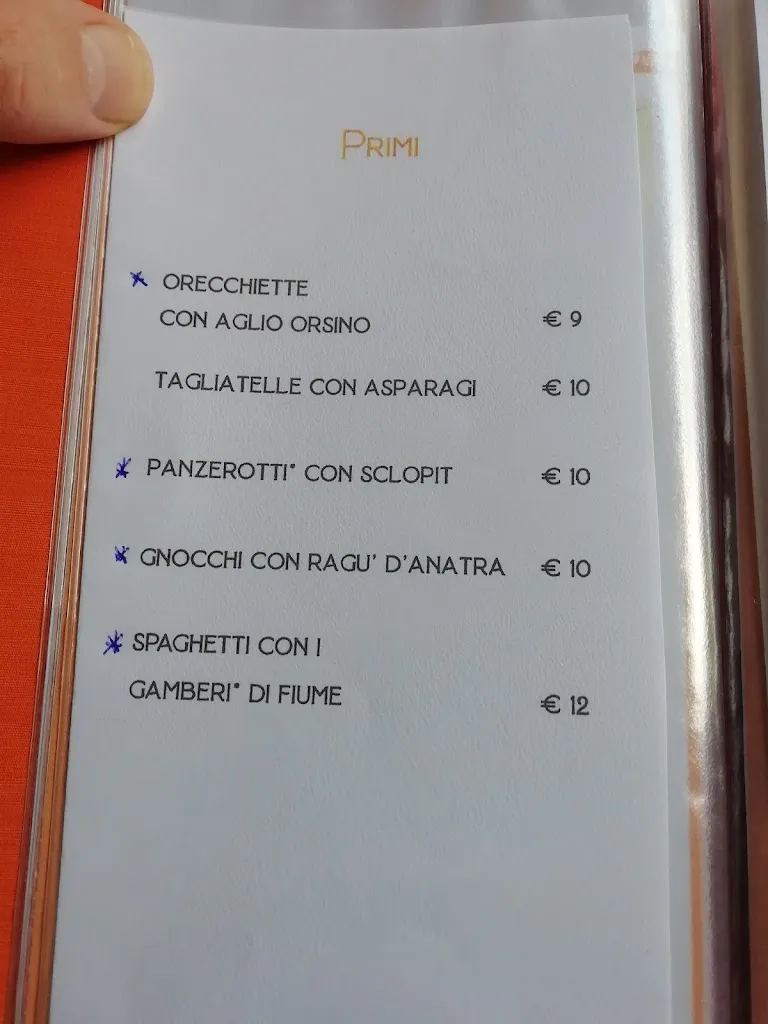 PRIMI
* ORECCHIETTE
CON AGLIO ORSINO € 9
TAGLIATELLE CON ASPARAGI € 10
* PANZEROTTI* CON SCLOPIT € 10
* GNOCCHI CON RAGU' D'ANATRA € 10
* SPAGHETTI CON I
GAMBERI* DI FIUME € 12